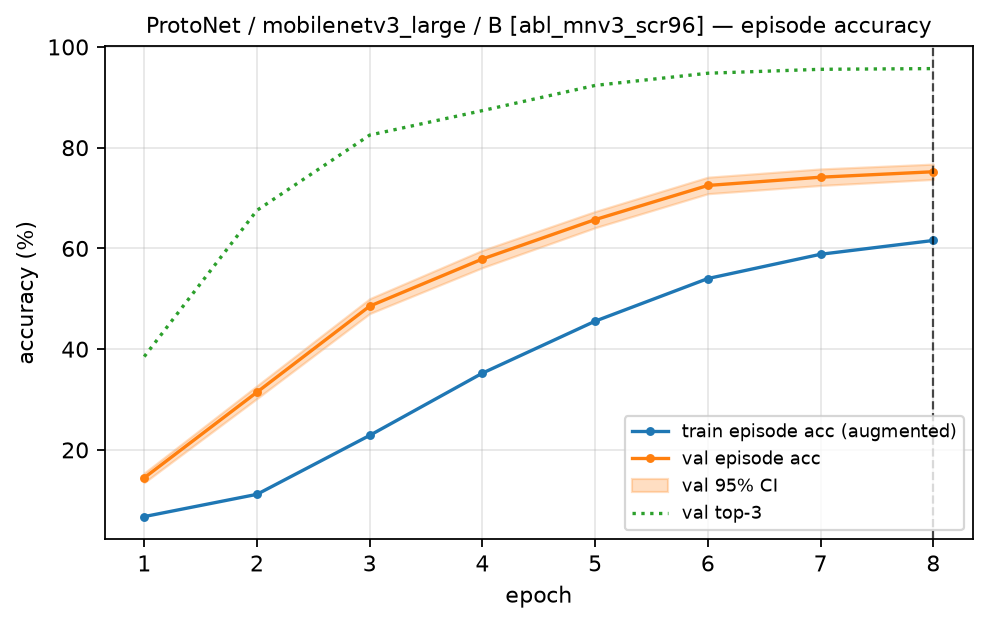 ProtoNet / mobilenetv3_large / B [abl_mnv3_scr96] — episode accuracy
100
80
60
40
20
accuracy (%)
train episode acc (augmented)
val episode acc
val 95% CI
val top-3
1 2 3 4 5 6 7 8
epoch